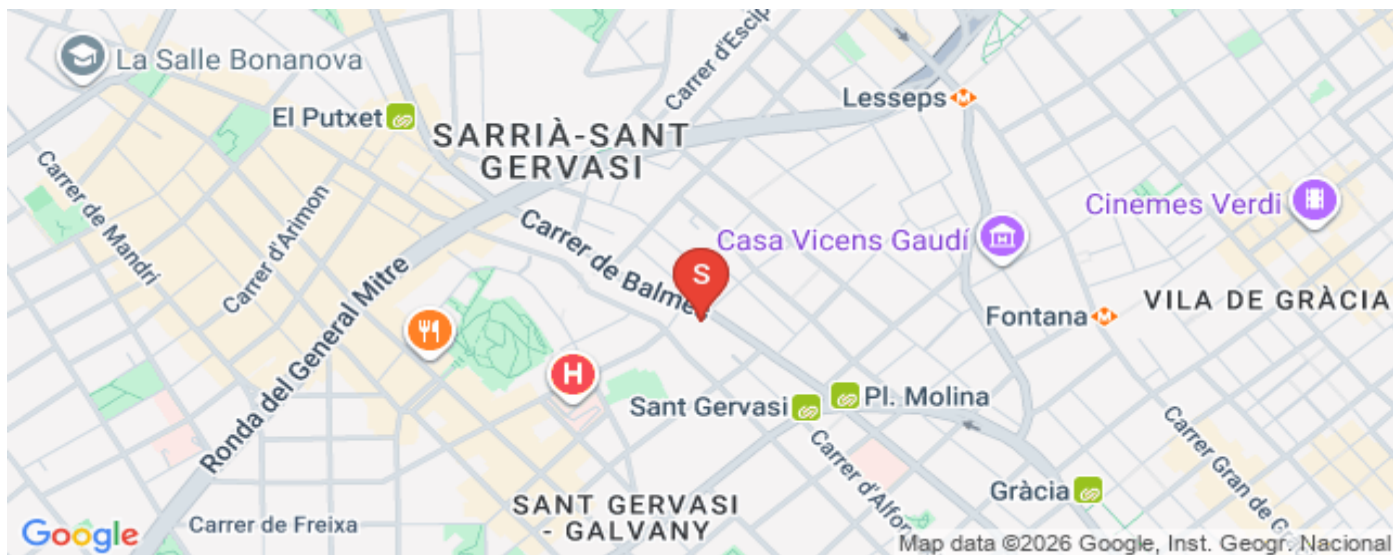 La Salle Bonanova
Carrer d'Escip
Lesseps
El Putxet
SARRIÀ-SANT
GERVASI
Carrer de Mandri
Carrer d'Arimon
Cinemes Verdi
Carrer de Balmes
Casa Vicens Gaudí
S
Ronda del General Mitre
VILA DE GRÀCIA
Fontana
H
Sant Gervasi
Pl. Molina
Carrer d'Alfon
Carrer Gran de G
Gràcia
SANT GERVASI
- GALVANY
Carrer de Freixa
Google
Map data ©2026 Google, Inst. Geogr. Nacional